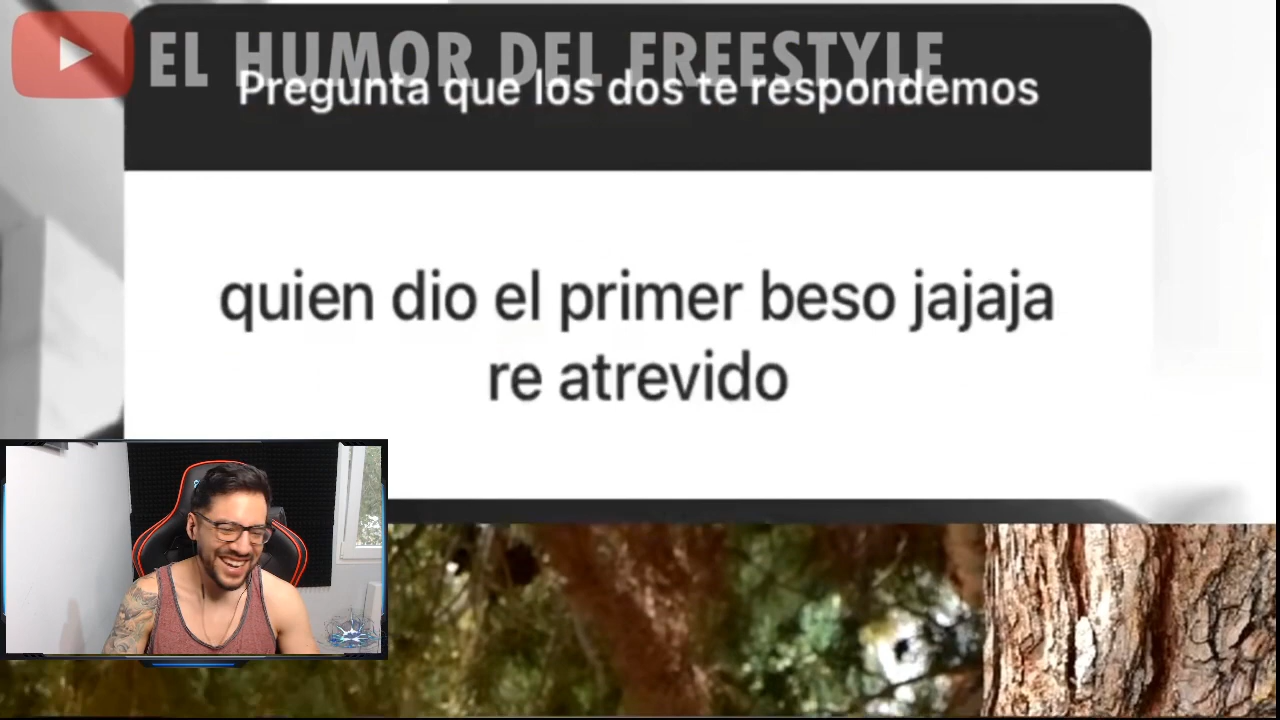 EL HUMOR DEL FREESTYLE
Pregunta que los dos te respondemos
quien dio el primer beso jajaja
re atrevido